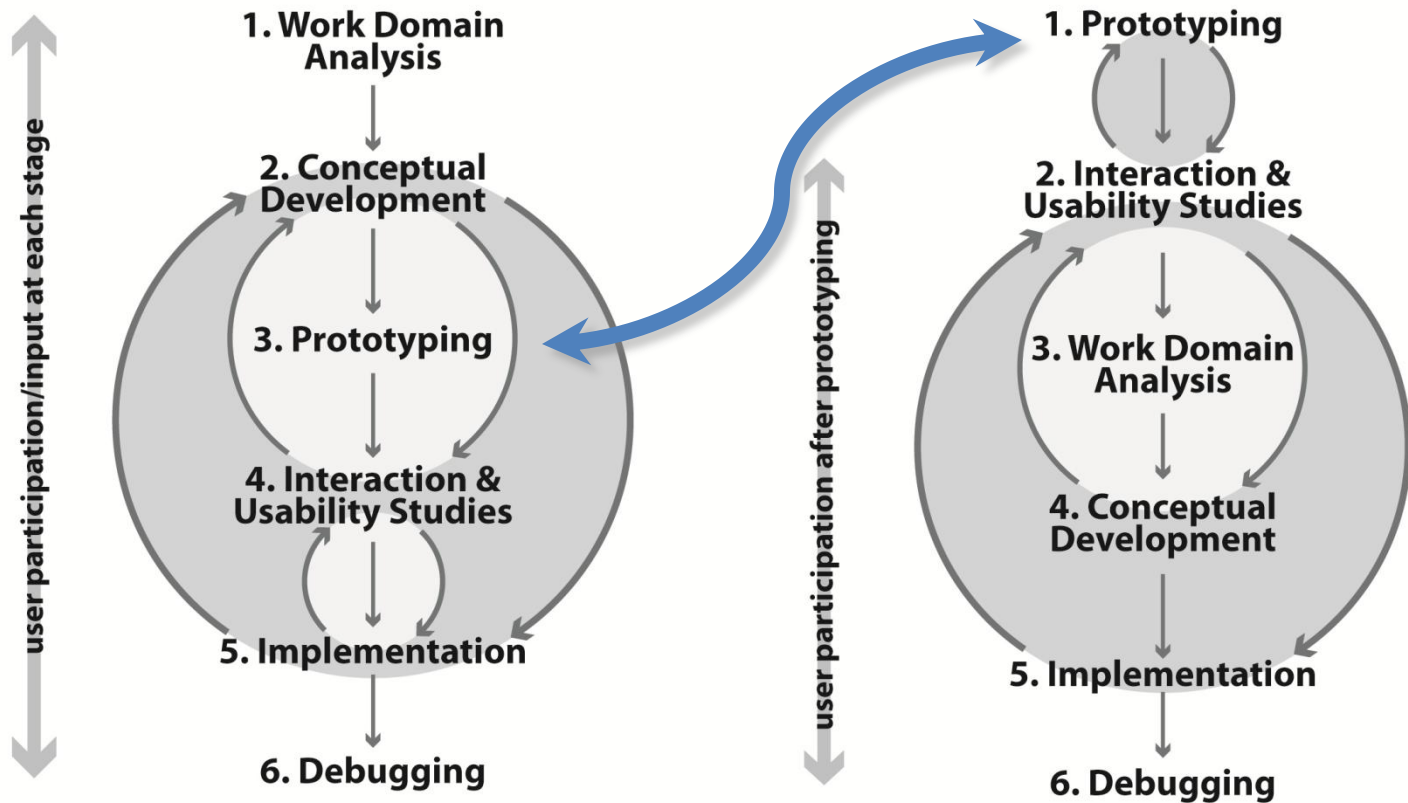 user participation/input at each stage
1. Work Domain
Analysis
2. Conceptual
Development
3. Prototyping
4. Interaction &
Usability Studies
5. Implementation
6. Debugging
user participation after prototyping
1. Prototyping
2. Interaction &
Usability Studies
3. Work Domain
Analysis
4. Conceptual
Development
5. Implementation
6. Debugging